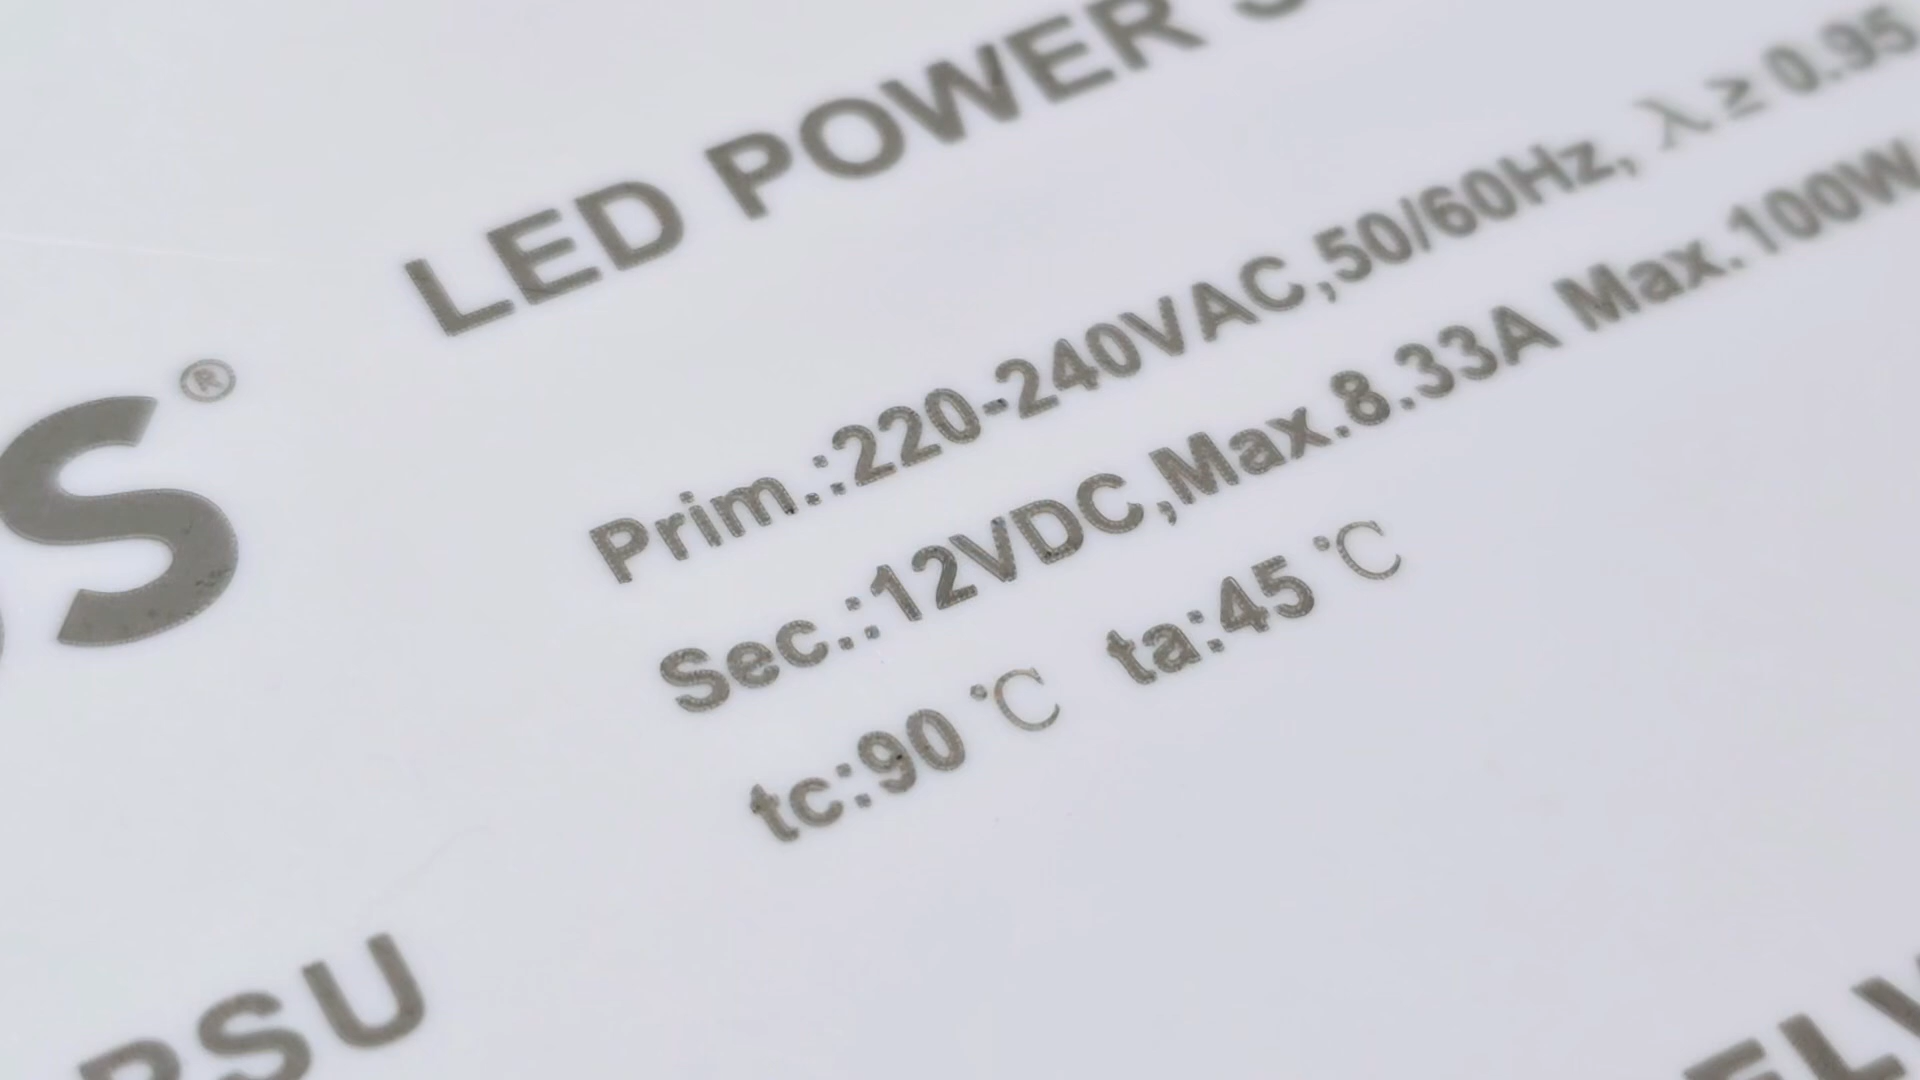 LED POWER
Prim.:220-240VAC,50/60Hz, λ≥0.95
Sec.:12VDC,Max.8.33A Max.100W
tc:90℃ ta:45℃
S®
PSU